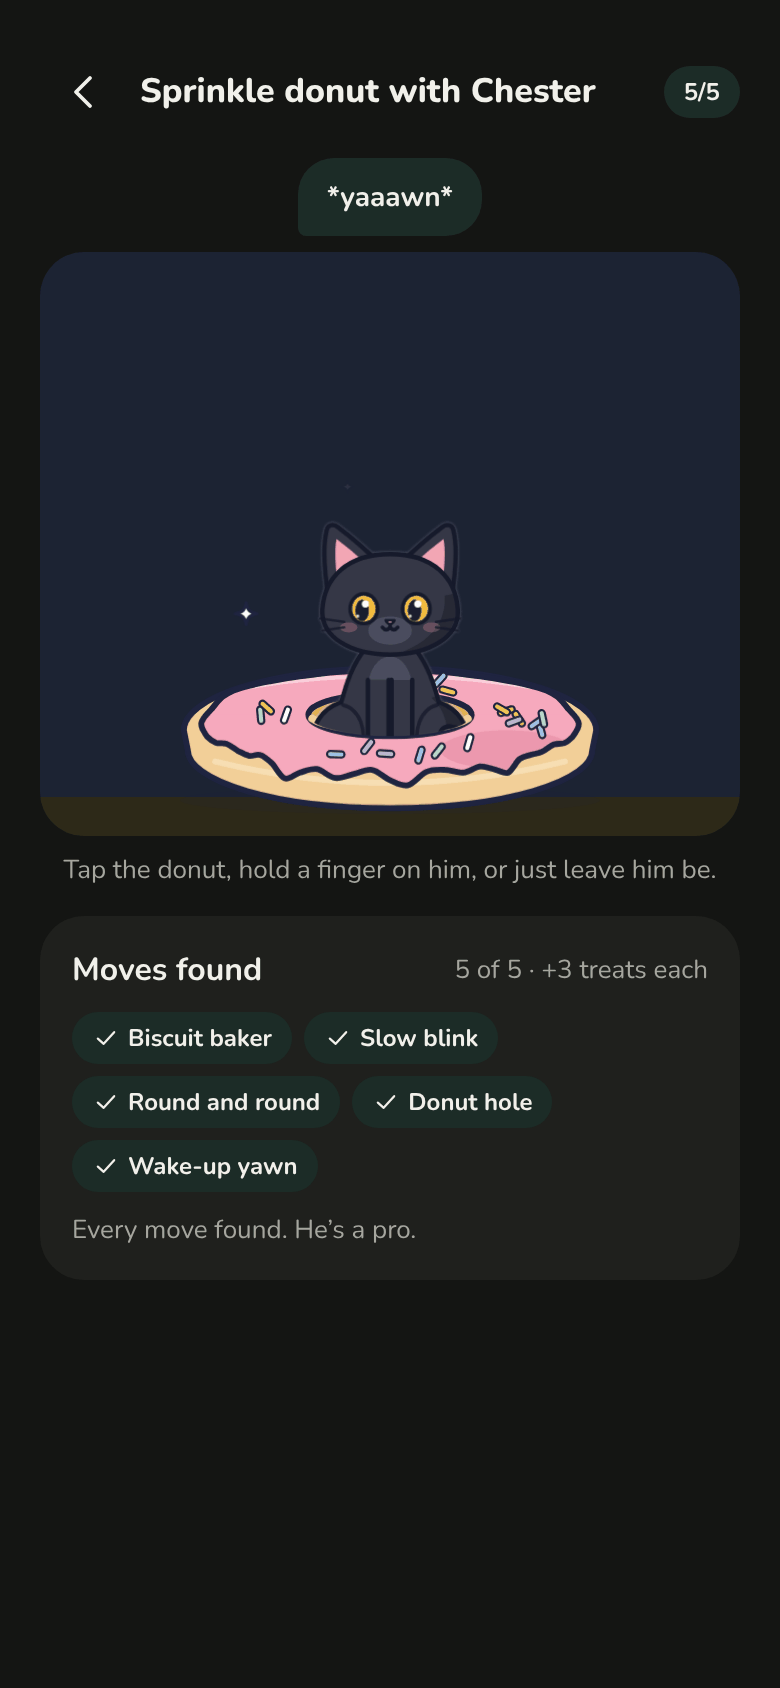 Sprinkle donut with Chester
5/5
*yaaawn*
Tap the donut, hold a finger on him, or just leave him be.
Moves found
5 of 5 · +3 treats each
Biscuit baker
Slow blink
Round and round
Donut hole
Wake-up yawn
Every move found. He’s a pro.